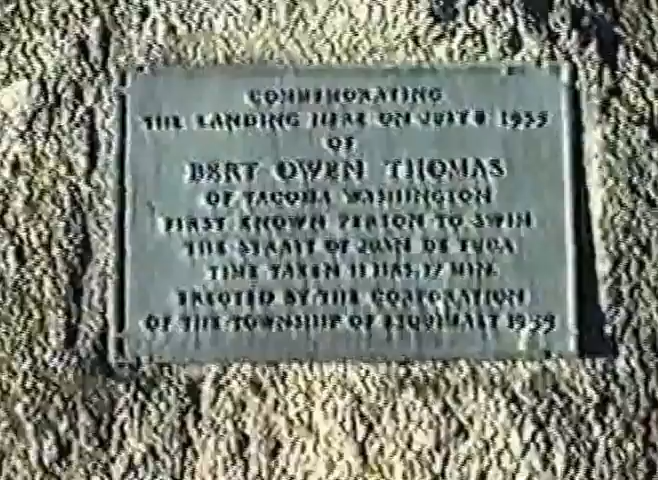 COMMEMORATING
THE LANDING HERE ON JULY 8 1955
OF
BERT OWEN THOMAS
OF TACOMA WASHINGTON
FIRST KNOWN PERSON TO SWIM
THE STRAIT OF JUAN DE FUCA
TIME TAKEN 11 HRS. 17 MIN.
ERECTED BY THE CORPORATION
OF THE TOWNSHIP OF ESQUIMALT 1959